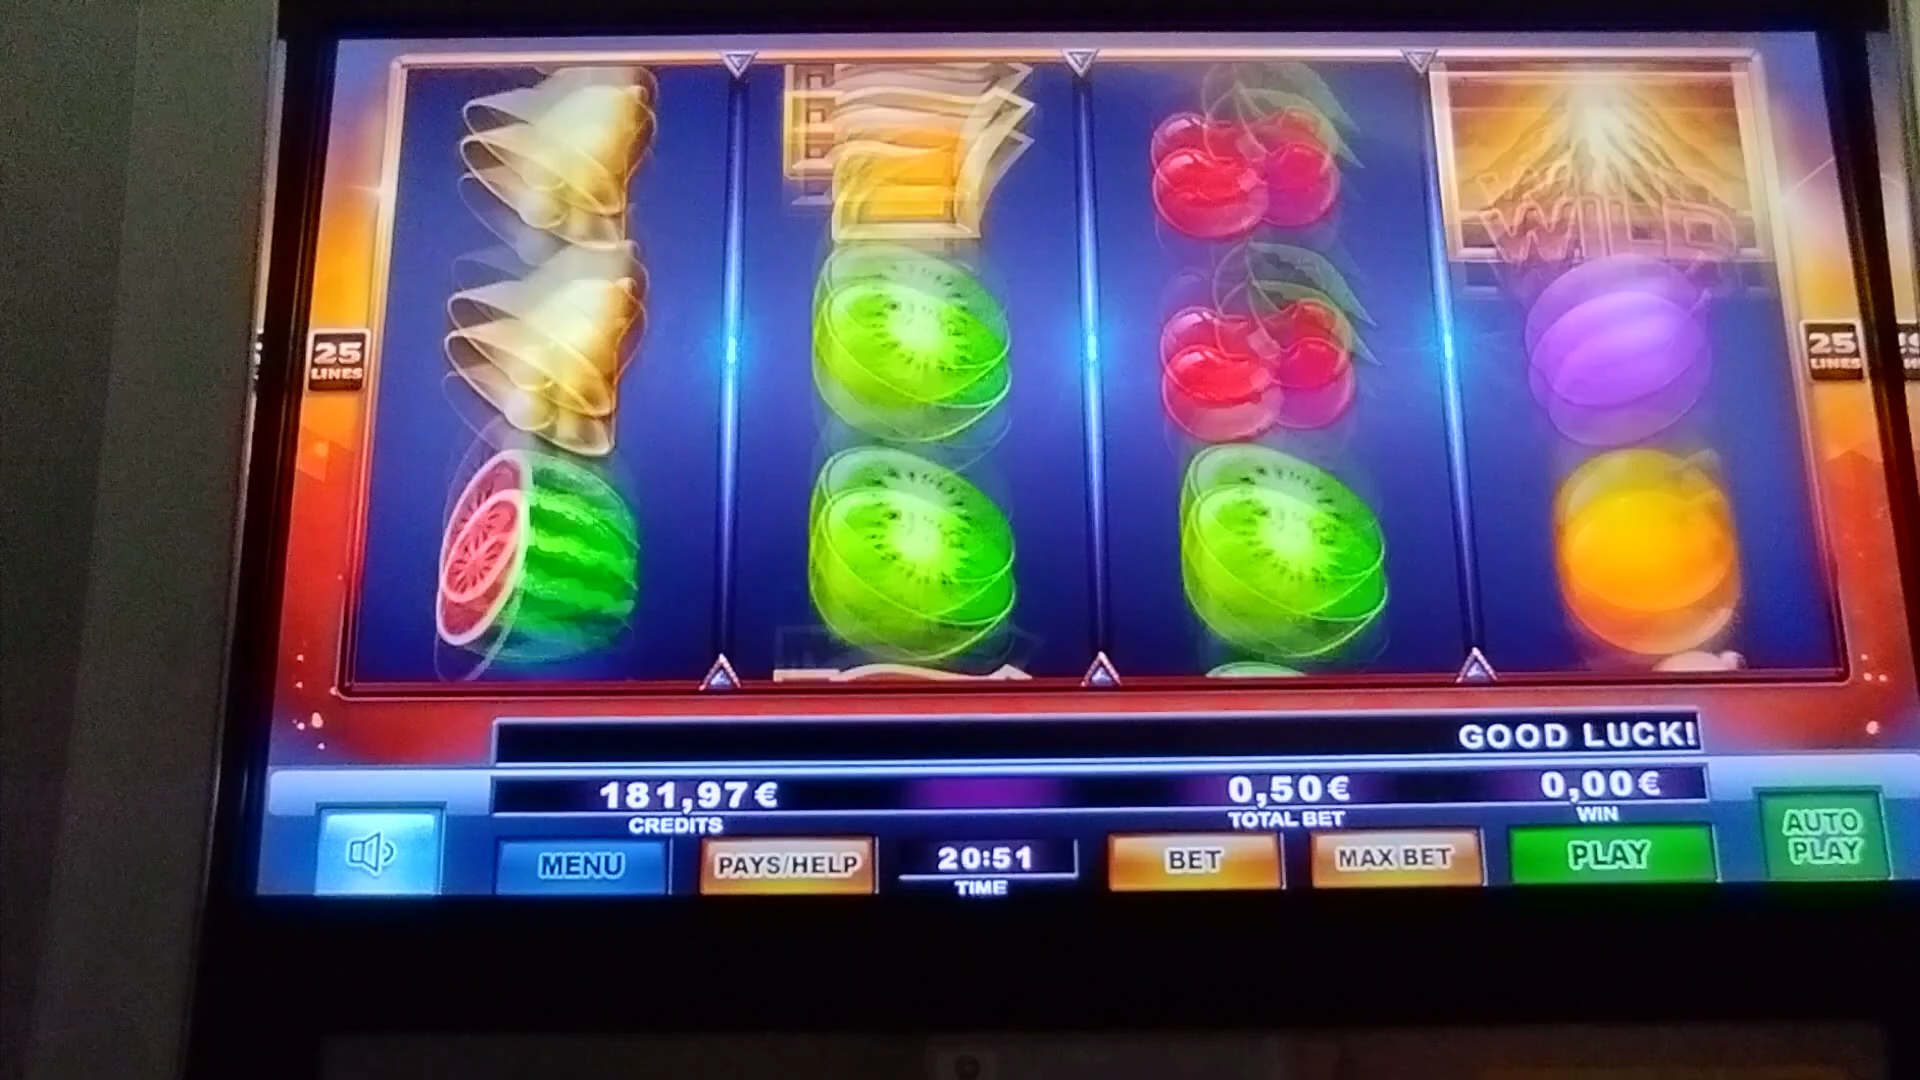 WILD
25
LINES
25
LINES
GOOD LUCK!
181,97€
0,50€
0,00€
CREDITS
TOTAL BET
WIN
MENU
PAYS/HELP
20:51
TIME
BET
MAX BET
PLAY
AUTO
PLAY